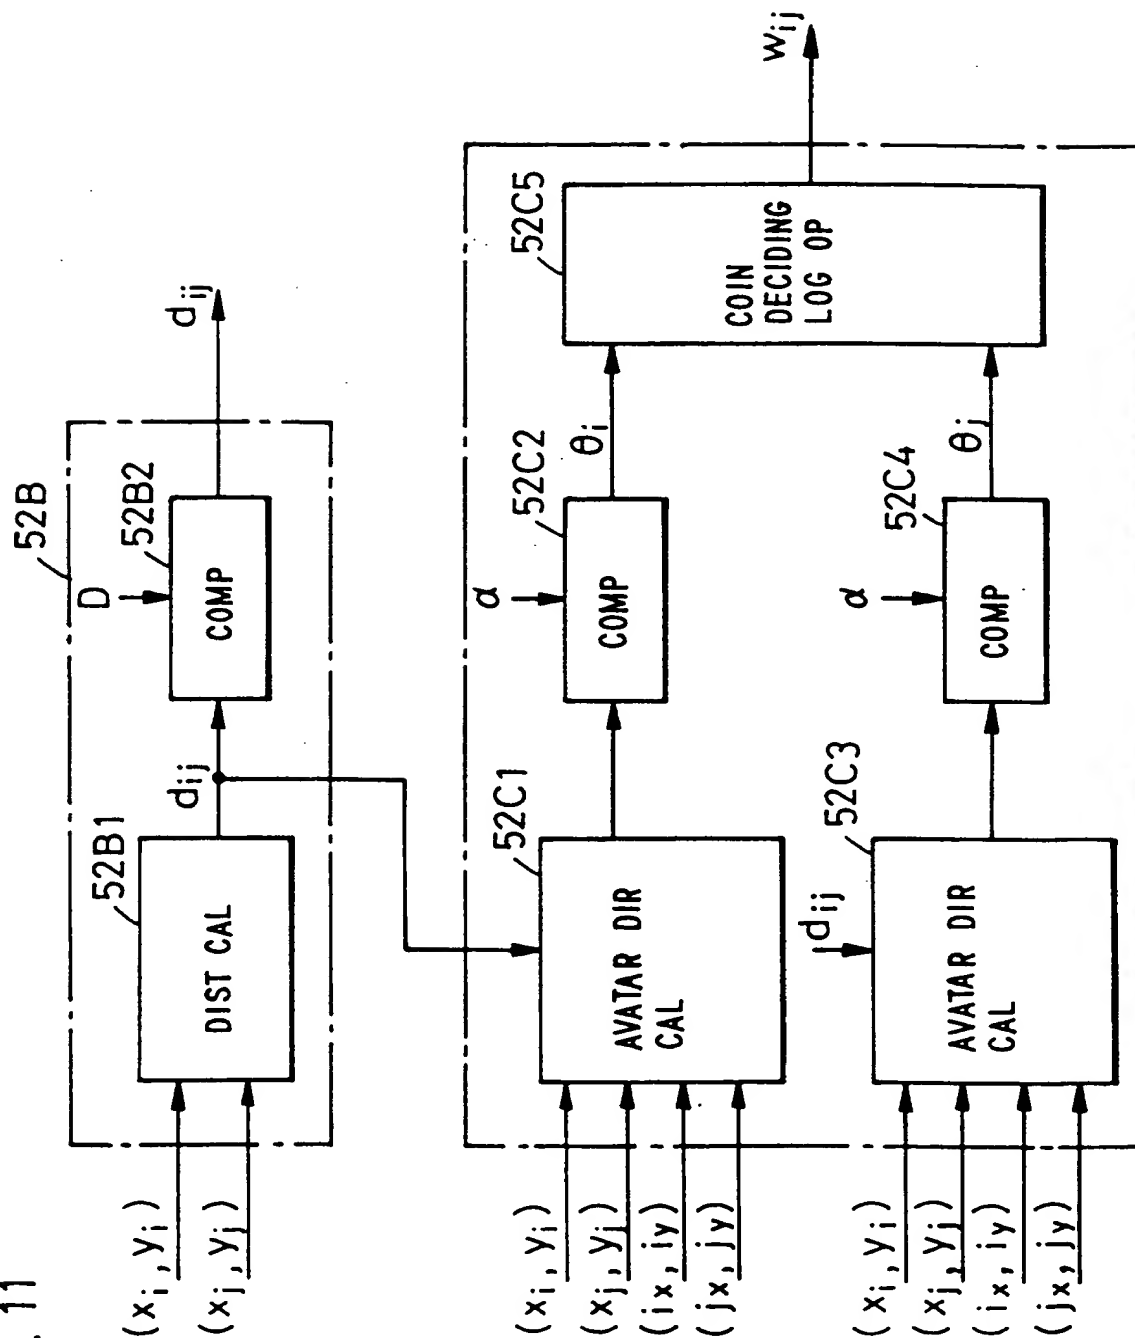 . 11
52B
52B1
DIST CAL
(xi, yi)
(xj, yj)
dij
D
52B2
COMP
dij
52C1
AVATAR DIR
CAL
(xi, yi)
(xj, yj)
(ix, iy)
(jx, jy)
α
52C2
COMP
θi
52C5
COIN
DECIDING
LOG OP
wij
dij
52C3
AVATAR DIR
CAL
(xi, yi)
(xj, yj)
(ix, iy)
(jx, jy)
α
52C4
COMP
θj